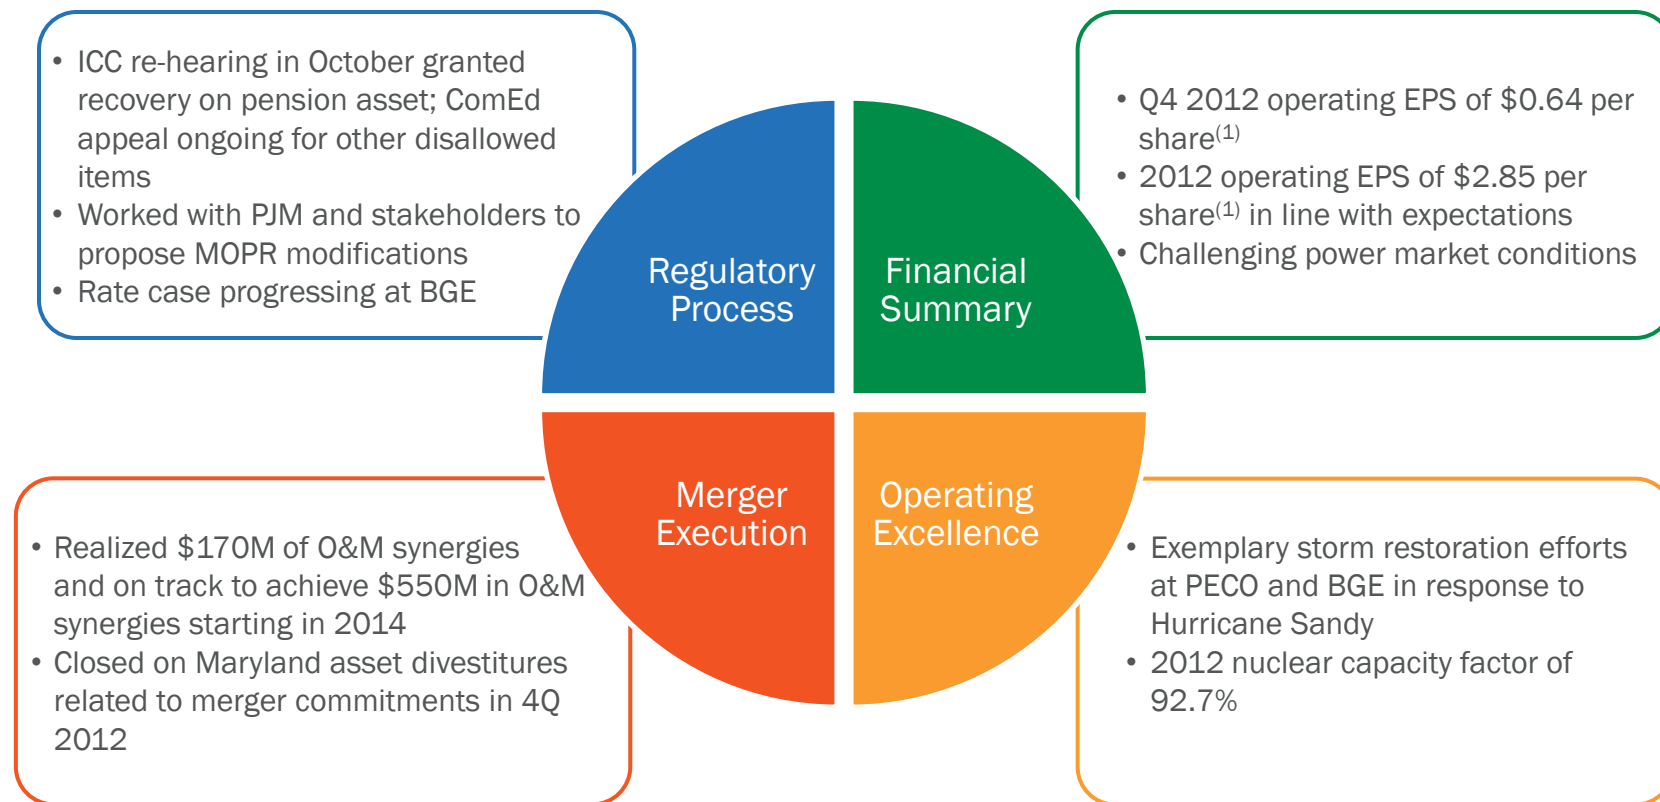 • ICC re-hearing in October granted
recovery on pension asset; ComEd
appeal ongoing for other disallowed
items
• Worked with PJM and stakeholders to
propose MOPR modifications
• Rate case progressing at BGE
• Q4 2012 operating EPS of $0.64 per
share(1)
• 2012 operating EPS of $2.85 per
share(1) in line with expectations
• Challenging power market conditions
Regulatory
Process
Financial
Summary
Merger
Execution
Operating
Excellence
• Realized $170M of O&M synergies
and on track to achieve $550M in O&M
synergies starting in 2014
• Closed on Maryland asset divestitures
related to merger commitments in 4Q
2012
• Exemplary storm restoration efforts
at PECO and BGE in response to
Hurricane Sandy
• 2012 nuclear capacity factor of
92.7%